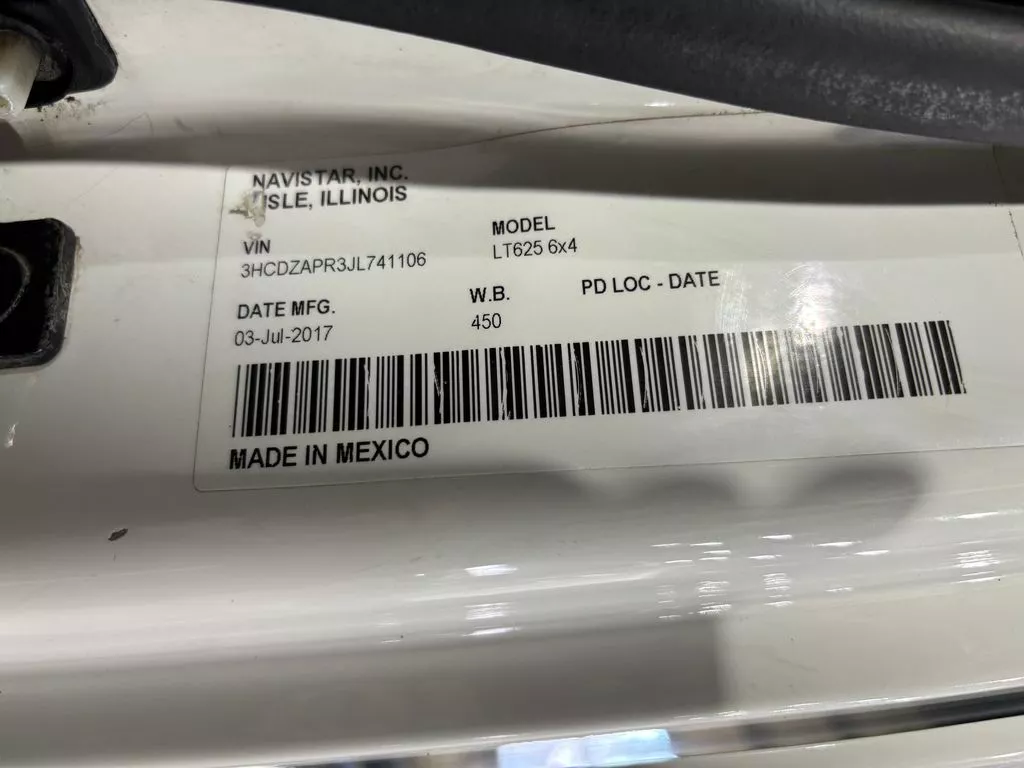 NAVISTAR, INC.
LISLE, ILLINOIS
VIN
3HCDZAPR3JL741106
MODEL
LT625 6x4
DATE MFG.
03-Jul-2017
W.B.
450
PD LOC - DATE
MADE IN MEXICO